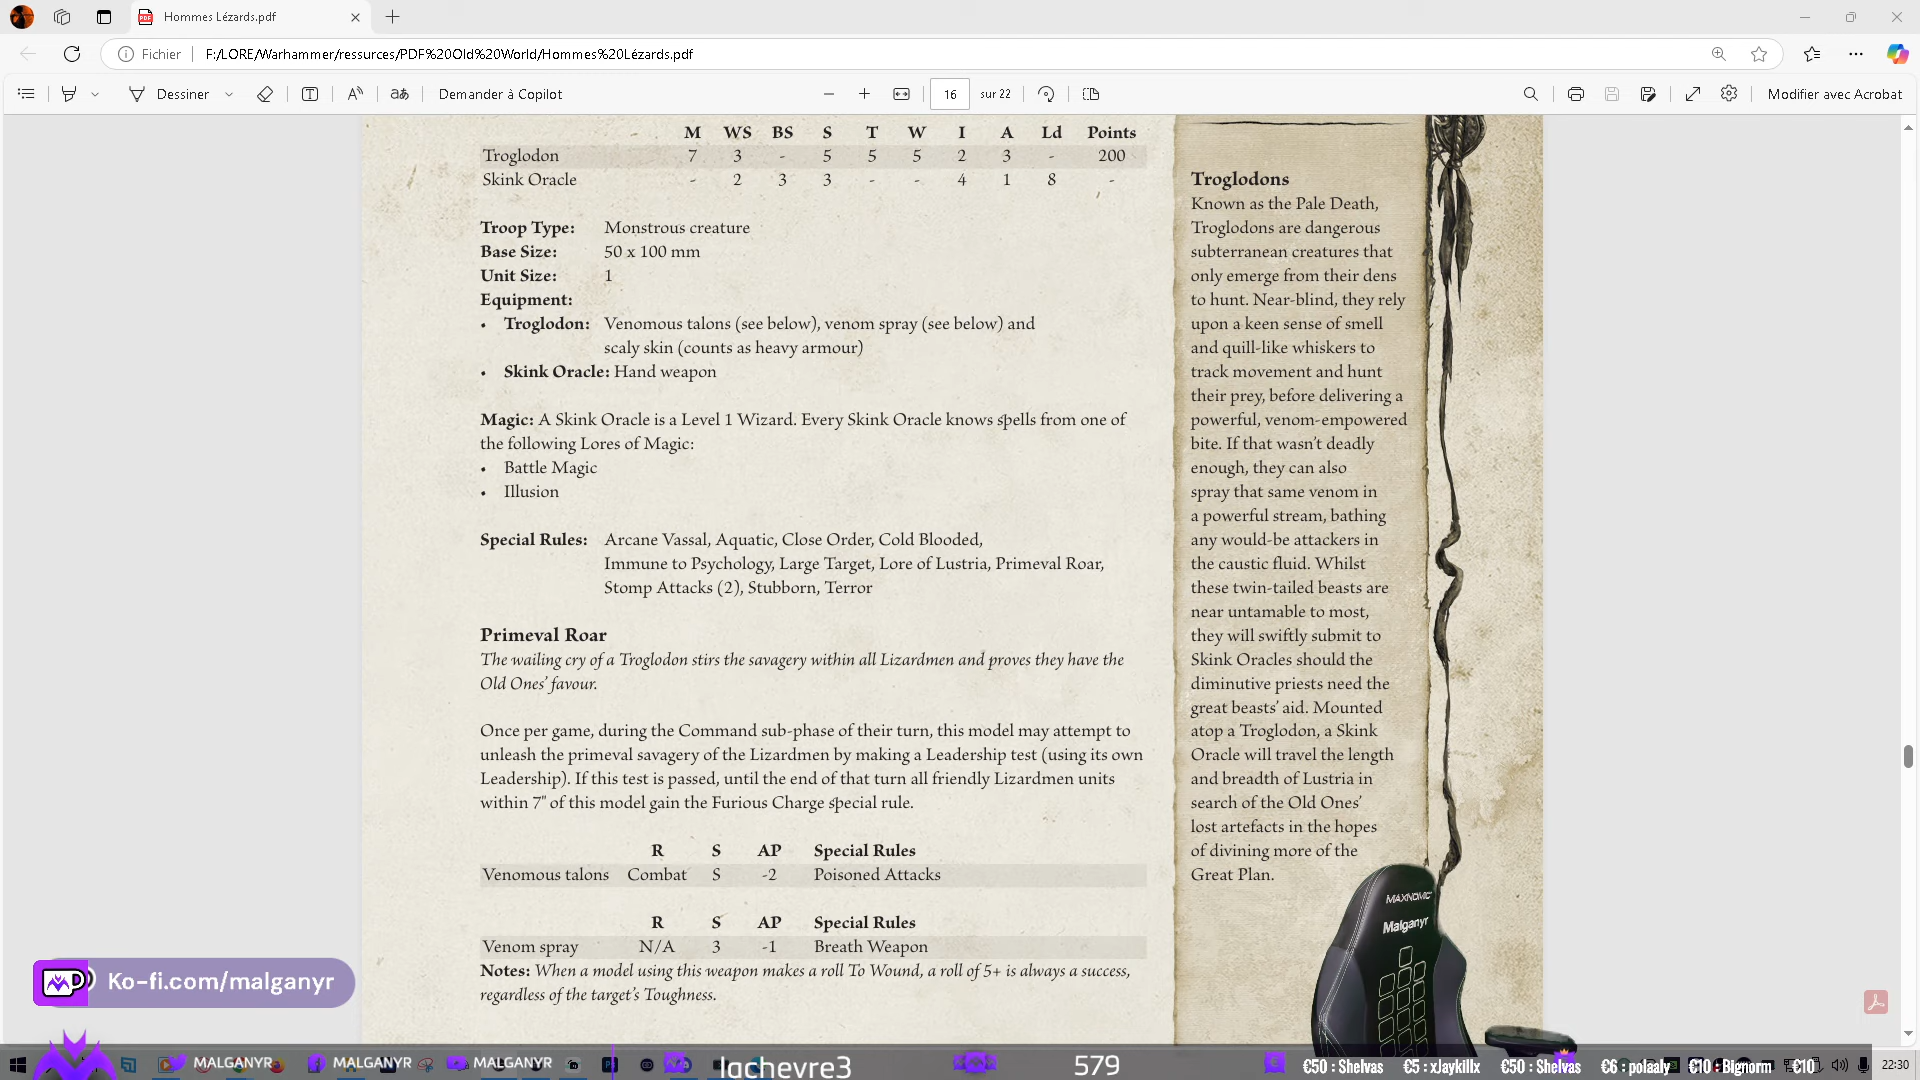 Hommes Lézards.pdf
Fichier
F:/LORE/Warhammer/ressources/PDF%20Old%20World/Hommes%20Lézards.pdf
Dessiner
Demander à Copilot
16 sur 22
Modifier avec Acrobat
M WS BS S T W I A Ld Points
Troglodon 7 3 - 5 5 5 2 3 - 200
Skink Oracle - 2 3 3 - - 4 1 8 -
Troop Type: Monstrous creature
Base Size: 50 x 100 mm
Unit Size: 1
Equipment:
• Troglodon: Venomous talons (see below), venom spray (see below) and
scaly skin (counts as heavy armour)
• Skink Oracle: Hand weapon
Magic: A Skink Oracle is a Level 1 Wizard. Every Skink Oracle knows spells from one of
the following Lores of Magic:
• Battle Magic
• Illusion
Special Rules: Arcane Vassal, Aquatic, Close Order, Cold Blooded,
Immune to Psychology, Large Target, Lore of Lustria, Primeval Roar,
Stomp Attacks (2), Stubborn, Terror
Primeval Roar
The wailing cry of a Troglodon stirs the savagery within all Lizardmen and proves they have the
Old Ones' favour.
Once per game, during the Command sub-phase of their turn, this model may attempt to
unleash the primeval savagery of the Lizardmen by making a Leadership test (using its own
Leadership). If this test is passed, until the end of that turn all friendly Lizardmen units
within 7" of this model gain the Furious Charge special rule.
R S AP Special Rules
Venomous talons Combat S -2 Poisoned Attacks
R S AP Special Rules
Venom spray N/A 3 -1 Breath Weapon
Notes: When a model using this weapon makes a roll To Wound, a roll of 5+ is always a success,
regardless of the target's Toughness.
Troglodons
Known as the Pale Death,
Troglodons are dangerous
subterranean creatures that
only emerge from their dens
to hunt. Near-blind, they rely
upon a keen sense of smell
and quill-like whiskers to
track movement and hunt
their prey, before delivering a
powerful, venom-empowered
bite. If that wasn't deadly
enough, they can also
spray that same venom in
a powerful stream, bathing
any would-be attackers in
the caustic fluid. Whilst
these twin-tailed beasts are
near untamable to most,
they will swiftly submit to
Skink Oracles should the
diminutive priests need the
great beasts' aid. Mounted
atop a Troglodon, a Skink
Oracle will travel the length
and breadth of Lustria in
search of the Old Ones'
lost artefacts in the hopes
of divining more of the
Great Plan.
MAXNOMIC
Malganyr
Ko-fi.com/malganyr
MALGANYR MALGANYR MALGANYR lachevre3 579 €50 : Shelvas €5 : xJaykillx €50 : Shelvas €6 : polaaly €10 : Bignorm €10 22:30